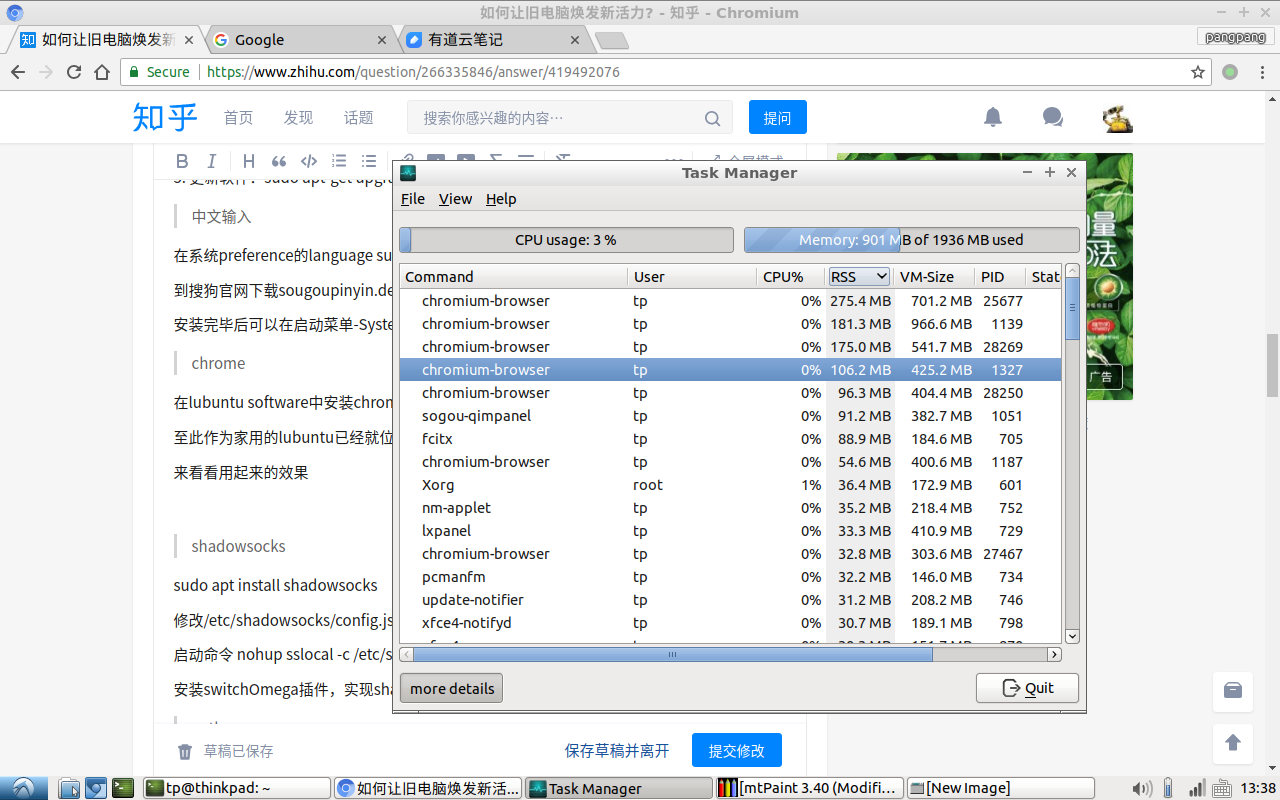 如何让旧电脑焕发新活力? - 知乎 - Chromium
知 如何让旧电脑焕发新
Google
有道云笔记
pangpang
Secure https://www.zhihu.com/question/266335846/answer/419492076
知乎 首页 发现 话题 搜索你感兴趣的内容… 提问
B I H
中文输入
在系统preference的language su
到搜狗官网下载sougoupinyin.de
安装完毕后可以在启动菜单-Syste
chrome
在lubuntu software中安装chrom
至此作为家用的lubuntu已经就位
来看看用起来的效果
shadowsocks
sudo apt install shadowsocks
修改/etc/shadowsocks/config.js
启动命令 nohup sslocal -c /etc/s
安装switchOmega插件，实现sha
草稿已保存 保存草稿并离开 提交修改
广告
Task Manager
File View Help
CPU usage: 3 % Memory: 901 MB of 1936 MB used
Command User CPU% RSS VM-Size PID Stat
chromium-browser tp 0% 275.4 MB 701.2 MB 25677
chromium-browser tp 0% 181.3 MB 966.6 MB 1139
chromium-browser tp 0% 175.0 MB 541.7 MB 28269
chromium-browser tp 0% 106.2 MB 425.2 MB 1327
chromium-browser tp 0% 96.3 MB 404.4 MB 28250
sogou-qimpanel tp 0% 91.2 MB 382.7 MB 1051
fcitx tp 0% 88.9 MB 184.6 MB 705
chromium-browser tp 0% 54.6 MB 400.6 MB 1187
Xorg root 1% 36.4 MB 172.9 MB 601
nm-applet tp 0% 35.2 MB 218.4 MB 752
lxpanel tp 0% 33.3 MB 410.9 MB 729
chromium-browser tp 0% 32.8 MB 303.6 MB 27467
pcmanfm tp 0% 32.2 MB 146.0 MB 734
update-notifier tp 0% 31.2 MB 208.2 MB 746
xfce4-notifyd tp 0% 30.7 MB 189.1 MB 798
more details Quit
tp@thinkpad: ~ 如何让旧电脑焕发新活... Task Manager [mtPaint 3.40 (Modifi... [New Image] 13:38